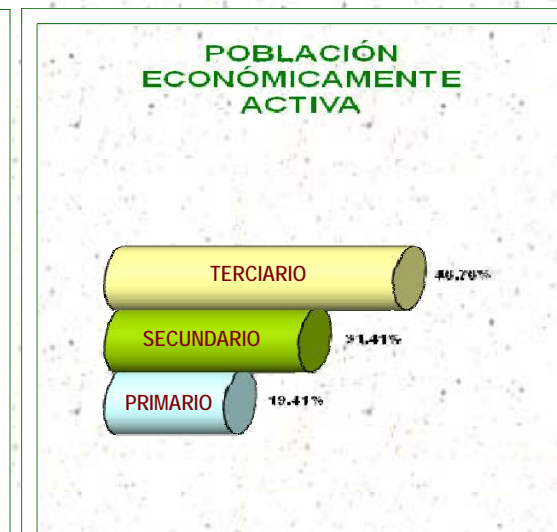 POBLACIÓN
ECONÓMICAMENTE
ACTIVA
TERCIARIO
SECUNDARIO 31.41%
PRIMARIO 19.41%